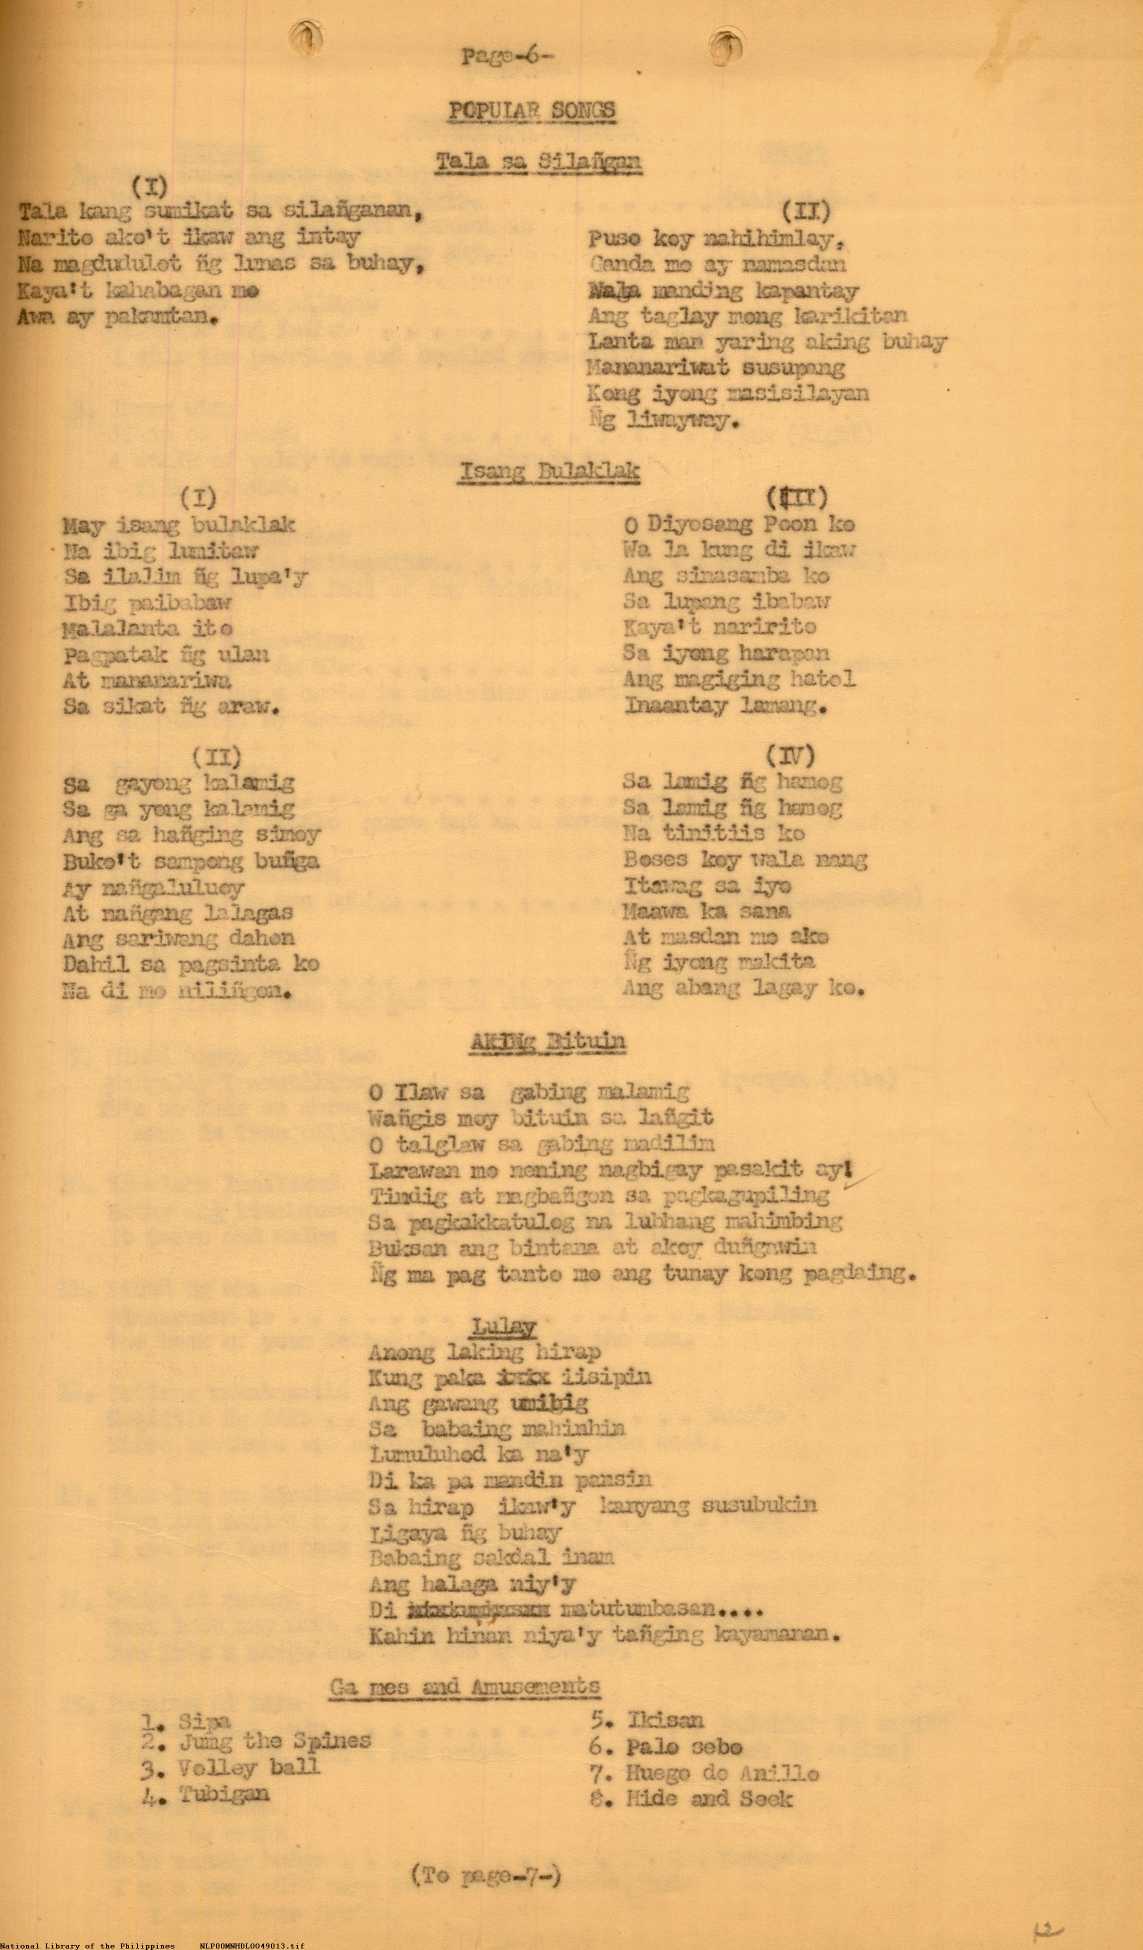 Page-6-
POPULAR SONGS
Tala sa Silañgan
(I)
Tala kang sumikat sa silañganan,
Narito ako't ikaw ang intay
Na magdudulot ñg lunas sa buhay,
Kaya't kahabagan mo
Awa ay pakamtan.
(II)
Puso koy nahihimlay,
Ganda mo ay namasdan
Wala manding kapantay
Ang taglay mong karikitan
Lanta man yaring aking buhay
Mananariwat susupang
Kong iyong masisilayan
Ñg liwayway.
Isang Bulaklak
(I)
May isang bulaklak
Na ibig lumitaw
Sa ilalim ñg lupa'y
Ibig paibabaw
Malalanta ito
Pagpatak ñg ulan
At mananariwa
Sa sikat ñg araw.
(II)
Sa gayong kalamig
Sa ga yong kalamig
Ang sa hañging simoy
Buko't sampong buñga
Ay nañgaluluoy
At nañgang lalagas
Ang sariwang dahon
Dahil sa pagsinta ko
Na di mo niliñgon.
(III)
O Diyosang Poon ko
Wa la kung di ikaw
Ang sinasamba ko
Sa lupang ibabaw
Kaya't naririto
Sa iyong harapan
Ang magiging hatol
Inaantay lamang.
(IV)
Sa lamig ñg hamog
Sa lamig ñg hamog
Na tinitiis ko
Boses koy wala nang
Itawag sa iyo
Maawa ka sana
At masdan mo ako
Ñg iyong makita
Ang abang lagay ko.
AKING Bituin
O Ilaw sa gabing malamig
Wañgis moy bituin sa lañgit
O talglaw sa gabing madilim
Larawan mo nening nagbigay pasakit ay!
Tindig at magbañgon sa pagkagupiling
Sa pagkakkatulog na lubhang mahimbing
Buksan ang bintana at akoy duñgawin
Ñg ma pag tanto mo ang tunay kong pagdaing.
Lulay
Anong laking hirap
Kung paka iisipin
Ang gawang umibig
Sa babaing mahinhin
Lumuluhod ka na'y
Di ka pa mandin pansin
Sa hirap ikaw'y kanyang susubukin
Ligaya ñg buhay
Babaing sakdal inam
Ang halaga niy'y
Di matutumbasan....
Kahin hinan niya'y tañging kayamaran.
Ga mes and Amusements
1. Sipa
2. Jumg the Spines
3. Volley ball
4. Tubigan
5. Ikisan
6. Palo sebo
7. Huego de Anillo
8. Hide and Seek
(To page-7-)
12
National Library of the Philippines NLP00MNHDL0049013.tif